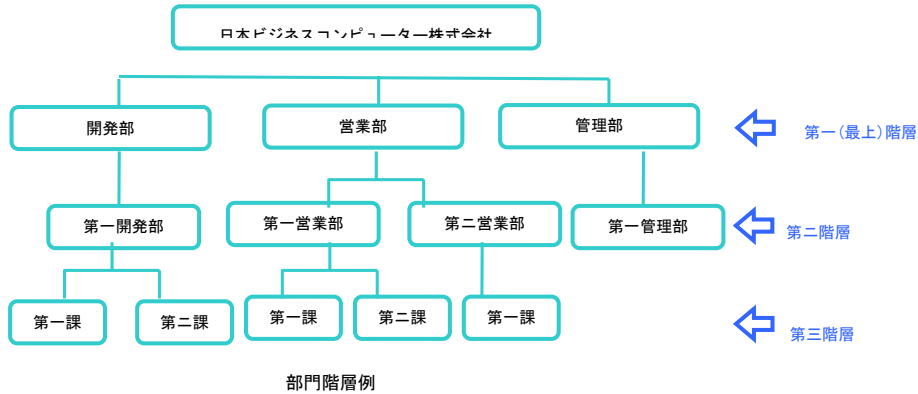 日本ビジネスコンピューター株式会社
開発部
営業部
管理部
第一（最上）階層
第一開発部
第一営業部
第二営業部
第一管理部
第二階層
第一課
第二課
第一課
第二課
第一課
第三階層
部門階層例